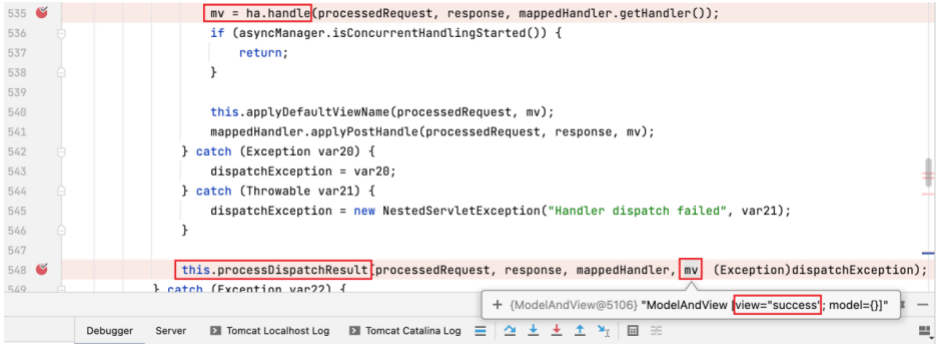 535 mv = ha.handle(processedRequest, response, mappedHandler.getHandler());
536 if (asyncManager.isConcurrentHandlingStarted()) {
537 return;
538 }
539
540 this.applyDefaultViewName(processedRequest, mv);
541 mappedHandler.applyPostHandle(processedRequest, response, mv);
542 } catch (Exception var20) {
543 dispatchException = var20;
544 } catch (Throwable var21) {
545 dispatchException = new NestedServletException("Handler dispatch failed", var21);
546 }
547
548 this.processDispatchResult(processedRequest, response, mappedHandler, mv (Exception)dispatchException);
549 } catch (Exception var22) {
+ {ModelAndView@5106} "ModelAndView [view="success"; model={}]"
Debugger Server Tomcat Localhost Log Tomcat Catalina Log